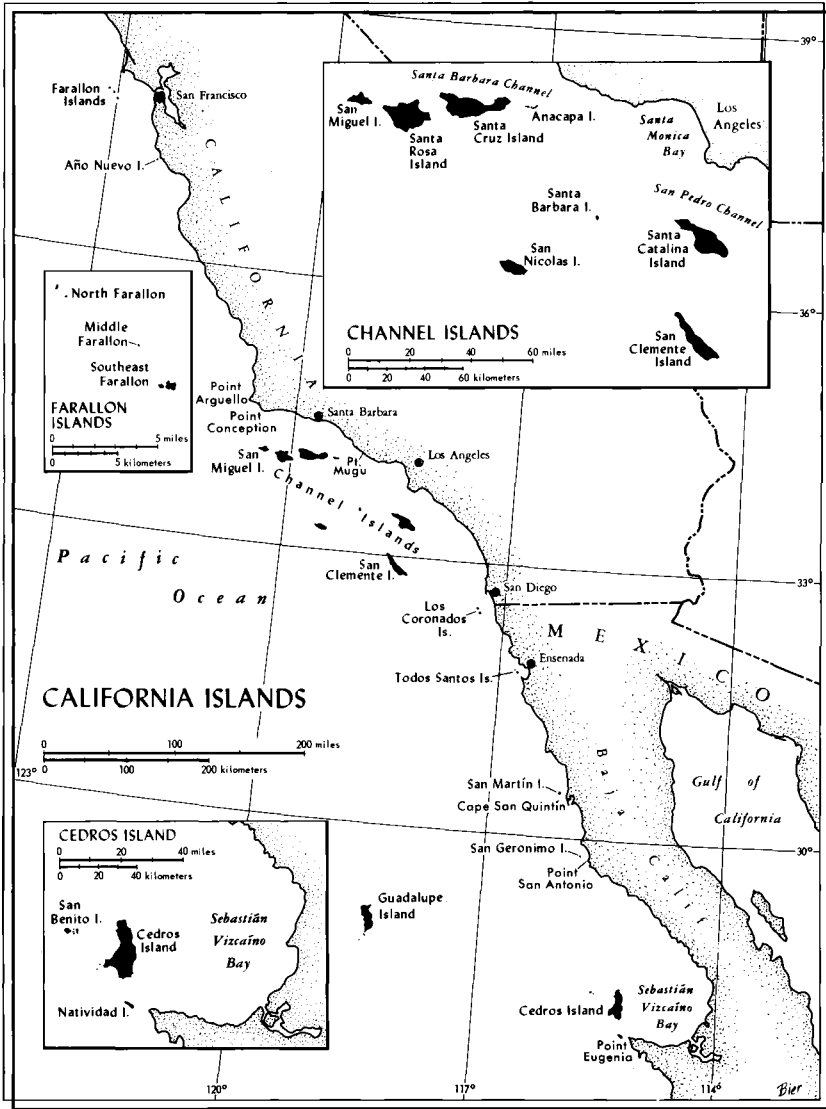 39°
36°
33°
30°
123°
120°
117°
114°
Farallon
Islands
San Francisco
Año Nuevo I.
CALIFORNIA
Point
Arguello
Point
Conception
Santa Barbara
San
Miguel I.
Pt.
Mugu
Los Angeles
Channel Islands
San
Clemente I.
Pacific
Ocean
San Diego
Los
Coronados
Is.
MEXICO
Ensenada
Todos Santos Is.
Baja Calif
San Martín I.
Cape San Quintín
San Geronimo I.
Point
San Antonio
Gulf of
California
Guadalupe
Island
Cedros Island
Sebastián
Vizcaíno
Bay
Point
Eugenia
Bier
CALIFORNIA ISLANDS
0 100 200 miles
0 100 200 kilometers
Santa Barbara Channel
San
Miguel I.
Santa
Rosa
Island
Santa
Cruz Island
Anacapa I.
Santa
Monica
Bay
Los
Angeles
Santa
Barbara I.
San Pedro Channel
San
Nicolas I.
Santa
Catalina
Island
San
Clemente
Island
CHANNEL ISLANDS
0 20 40 60 miles
0 20 40 60 kilometers
North Farallon
Middle
Farallon
Southeast
Farallon
FARALLON
ISLANDS
0 5 miles
0 5 kilometers
CEDROS ISLAND
0 20 40 miles
0 20 40 kilometers
San
Benito I.
Cedros
Island
Sebastián
Vizcaíno
Bay
Natividad I.